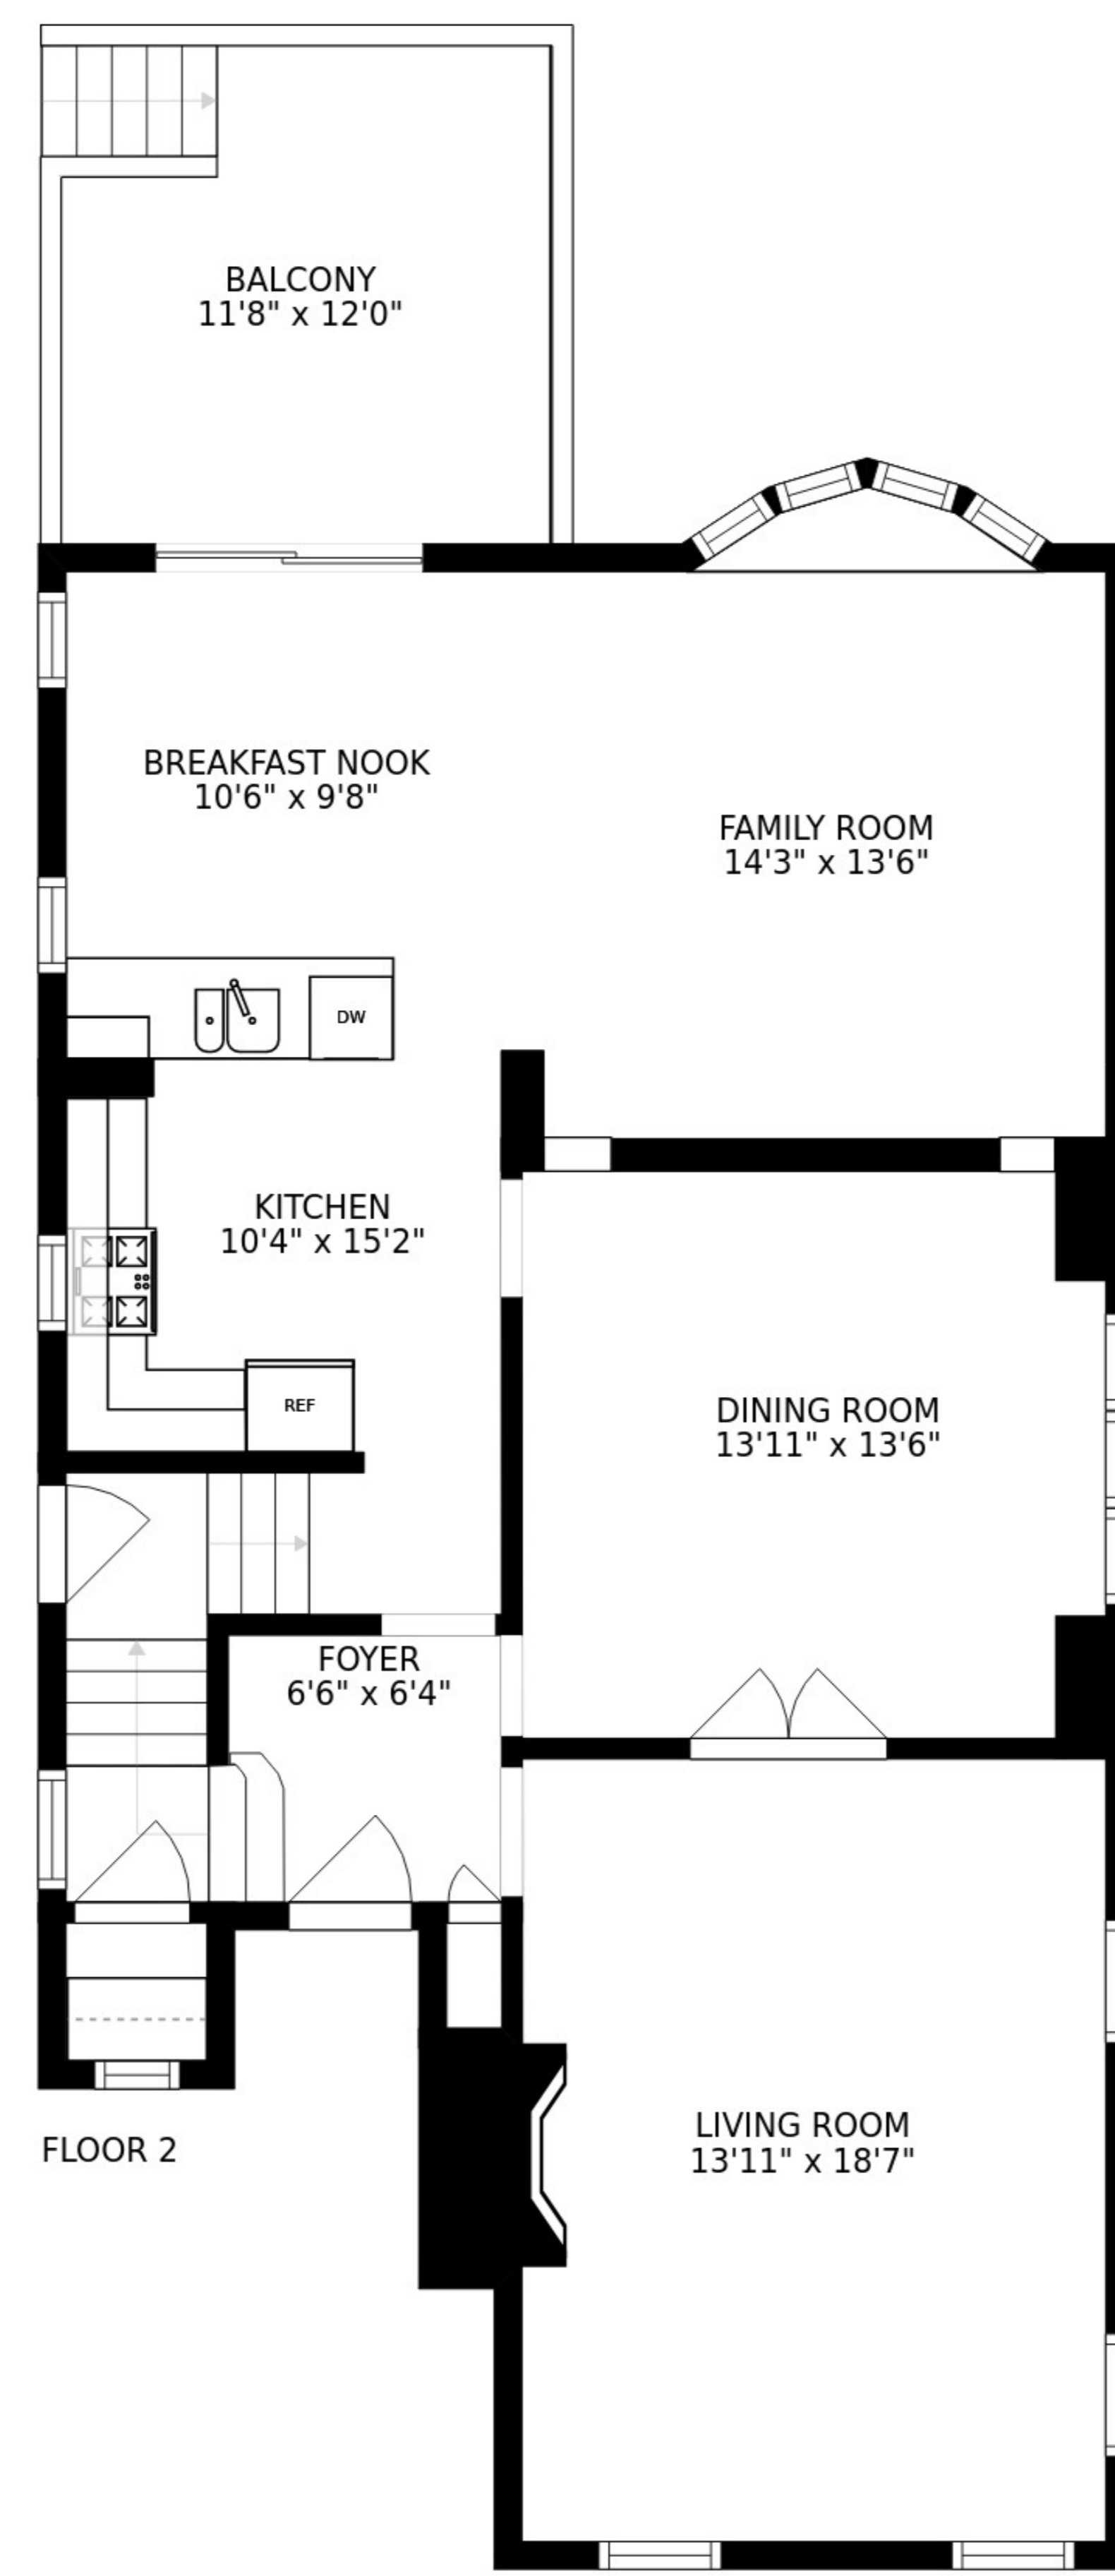 BALCONY
11'8" x 12'0"
BREAKFAST NOOK
10'6" x 9'8"
FAMILY ROOM
14'3" x 13'6"
DW
KITCHEN
10'4" x 15'2"
REF
DINING ROOM
13'11" x 13'6"
FOYER
6'6" x 6'4"
LIVING ROOM
13'11" x 18'7"
FLOOR 2